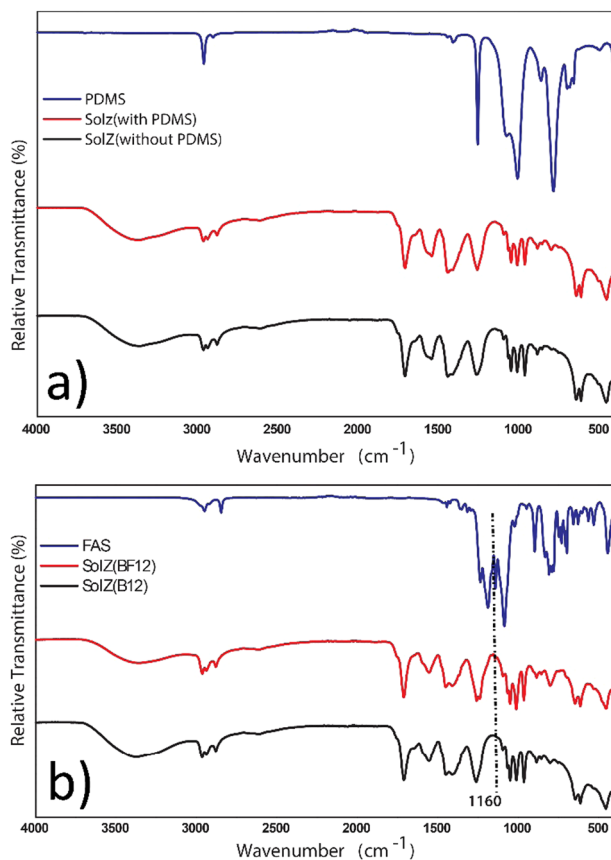 a)
PDMS
Solz(with PDMS)
SolZ(without PDMS)
Relative Transmittance (%)
4000 3500 3000 2500 2000 1500 1000 500
Wavenumber (cm⁻¹)
b)
FAS
SolZ(BF12)
SolZ(B12)
1160
Relative Transmittance (%)
4000 3500 3000 2500 2000 1500 1000 500
Wavenumber (cm⁻¹)